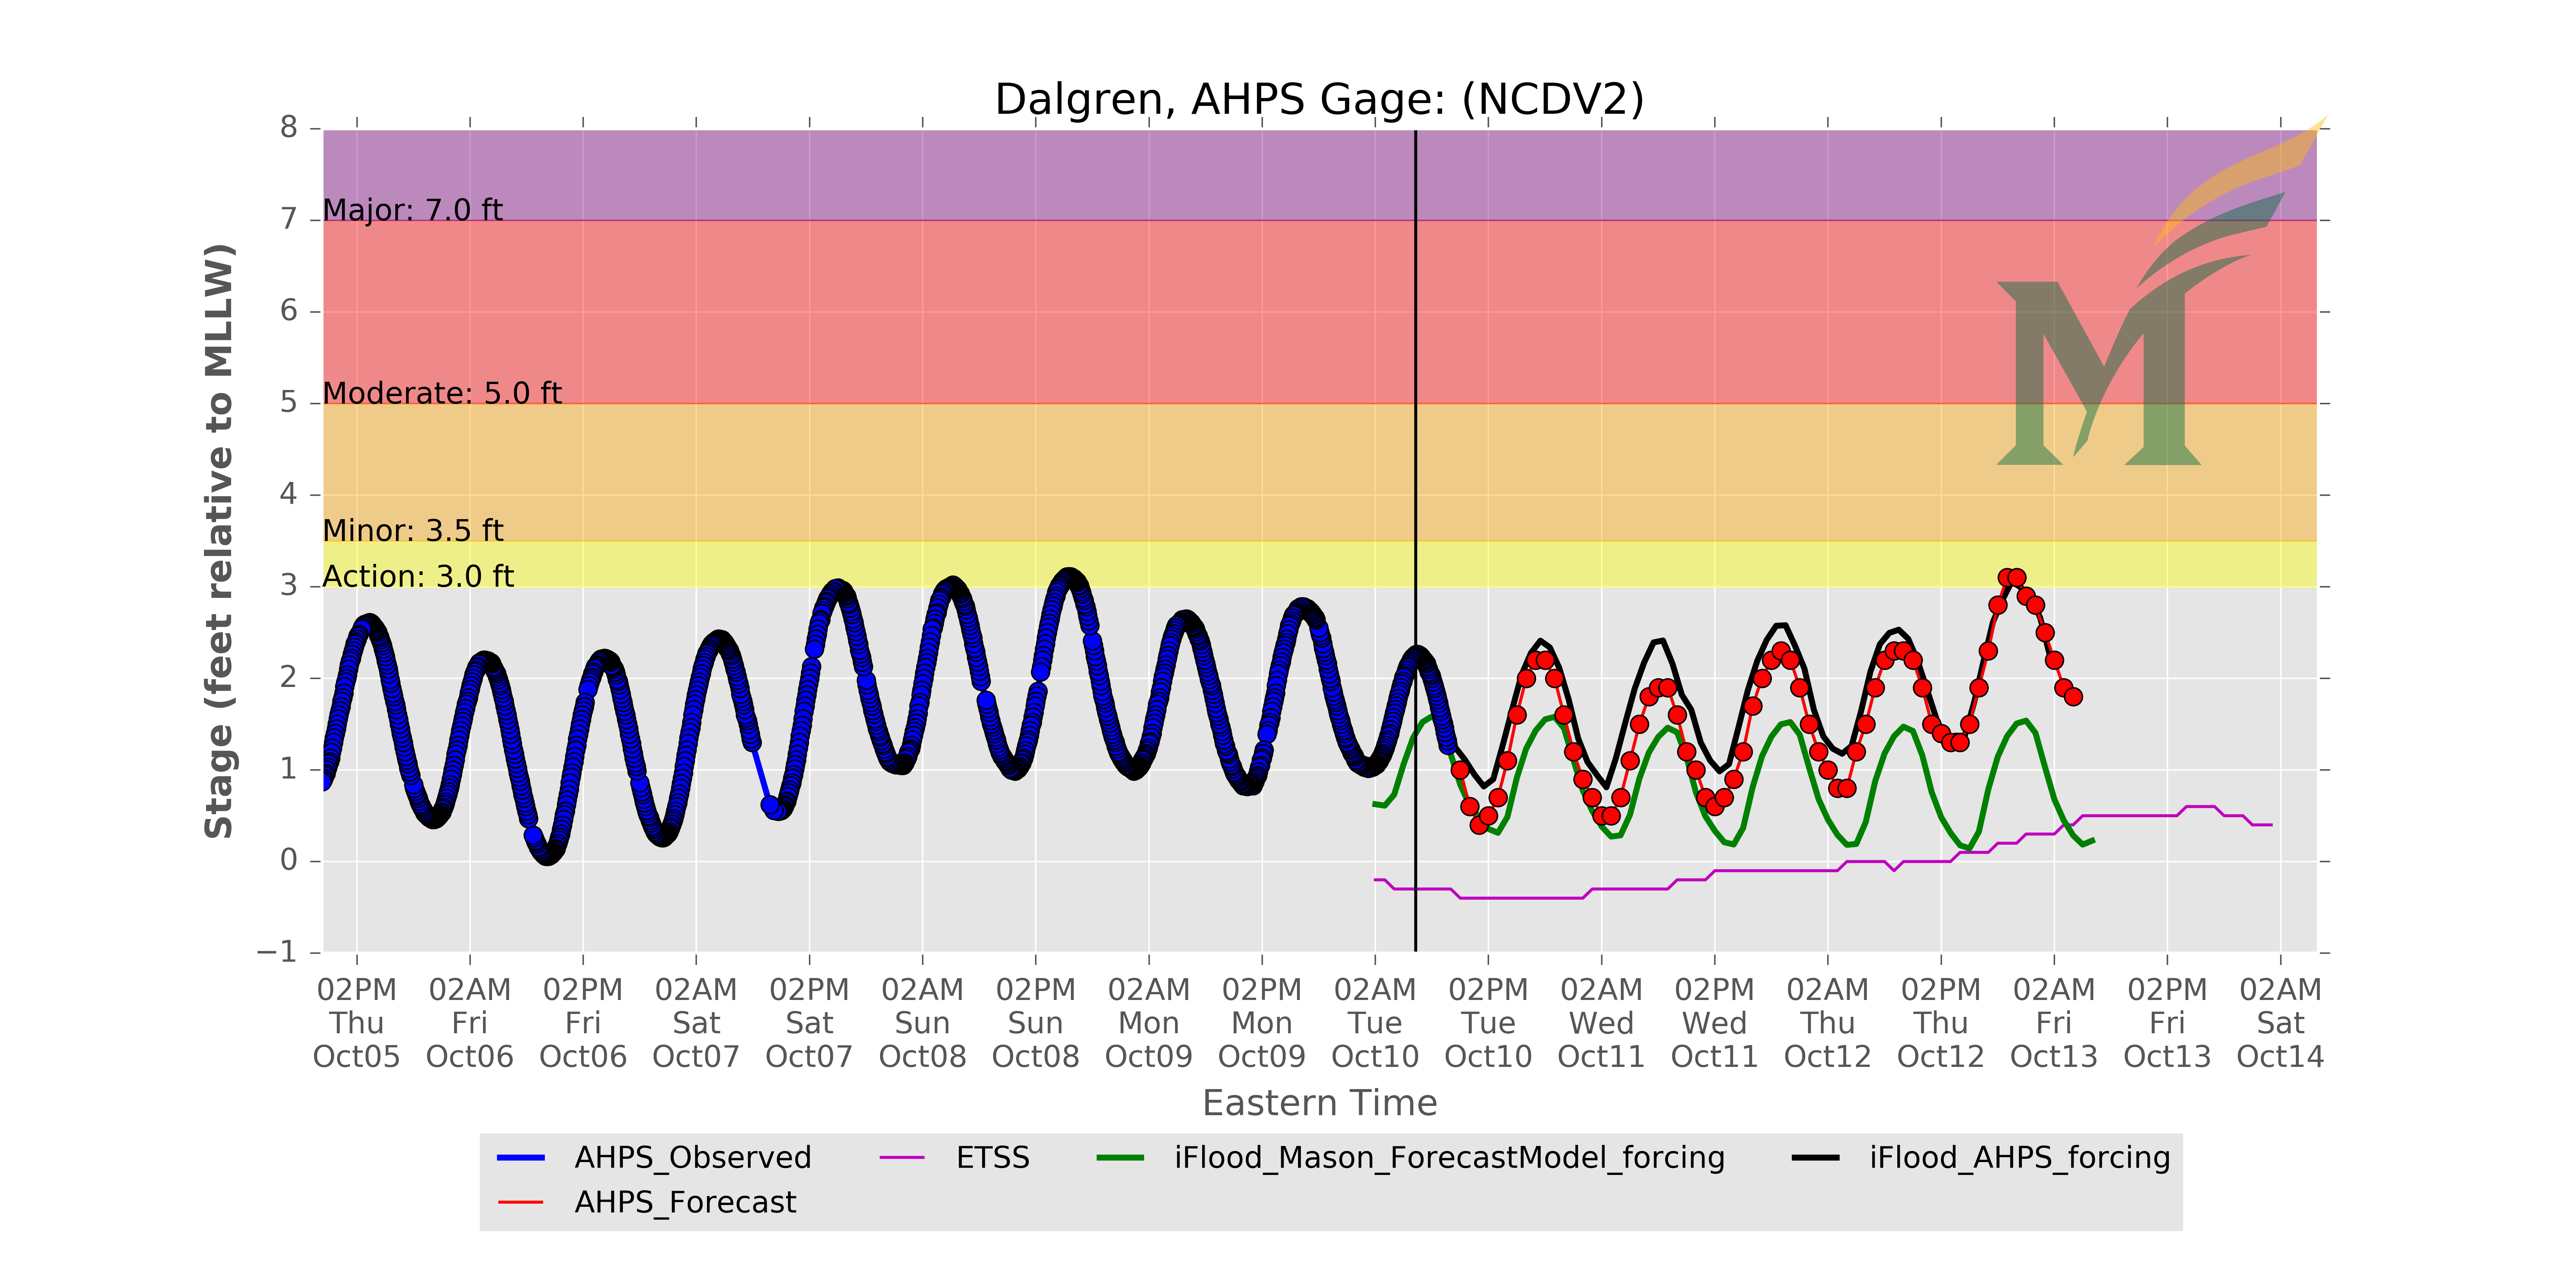 Dalgren, AHPS Gage: (NCDV2)
8
7
6
5
4
3
2
1
0
−1
Stage (feet relative to MLLW)
Major: 7.0 ft
Moderate: 5.0 ft
Minor: 3.5 ft
Action: 3.0 ft
M
02PM 02AM 02PM 02AM 02PM 02AM 02PM 02AM 02PM 02AM 02PM 02AM 02PM 02AM 02PM 02AM 02PM 02AM
Thu Fri Fri Sat Sat Sun Sun Mon Mon Tue Tue Wed Wed Thu Thu Fri Fri Sat
Oct05 Oct06 Oct06 Oct07 Oct07 Oct08 Oct08 Oct09 Oct09 Oct10 Oct10 Oct11 Oct11 Oct12 Oct12 Oct13 Oct13 Oct14
Eastern Time
AHPS_Observed ETSS iFlood_Mason_ForecastModel_forcing iFlood_AHPS_forcing
AHPS_Forecast